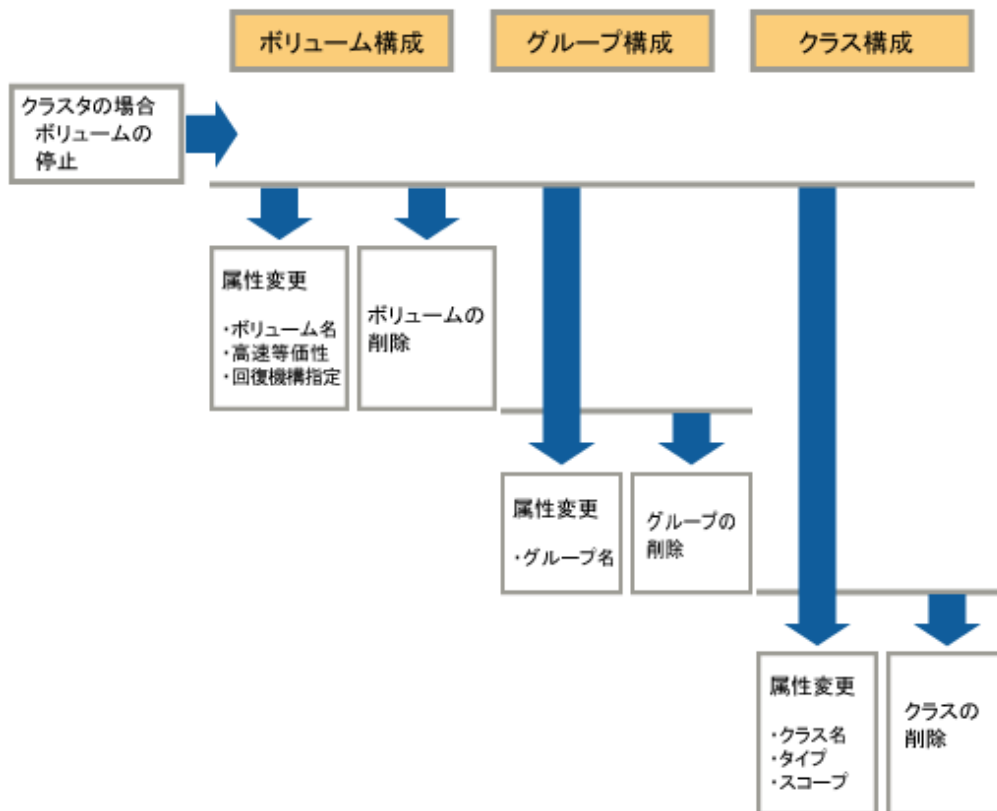 ボリューム構成
グループ構成
クラス構成
クラスタの場合
ボリュームの
停止
属性変更
・ボリューム名
・高速等価性
・回復機構指定
ボリュームの
削除
属性変更
・グループ名
グループの
削除
属性変更
・クラス名
・タイプ
・スコープ
クラスの
削除